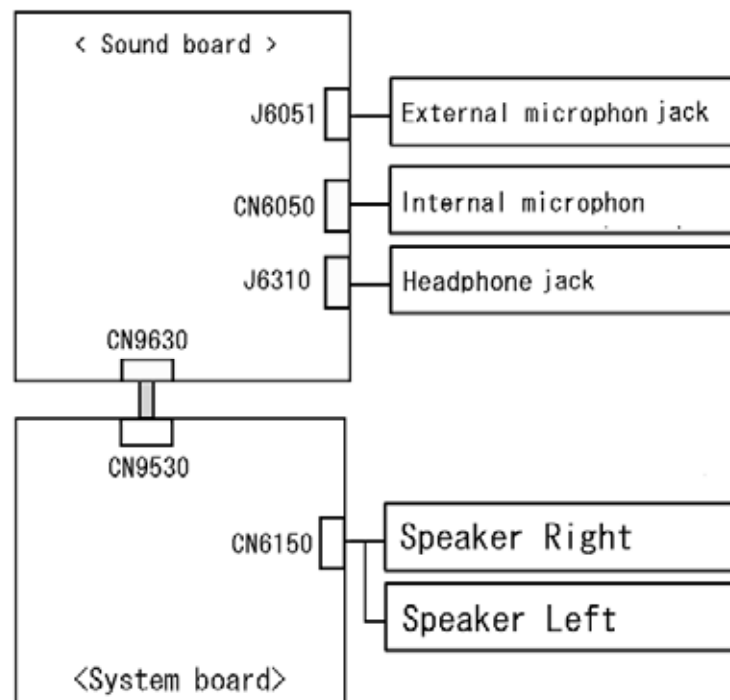 < Sound board >
J6051
External microphon jack
CN6050
Internal microphon
J6310
Headphone jack
CN9630
CN9530
CN6150
Speaker Right
Speaker Left
<System board>